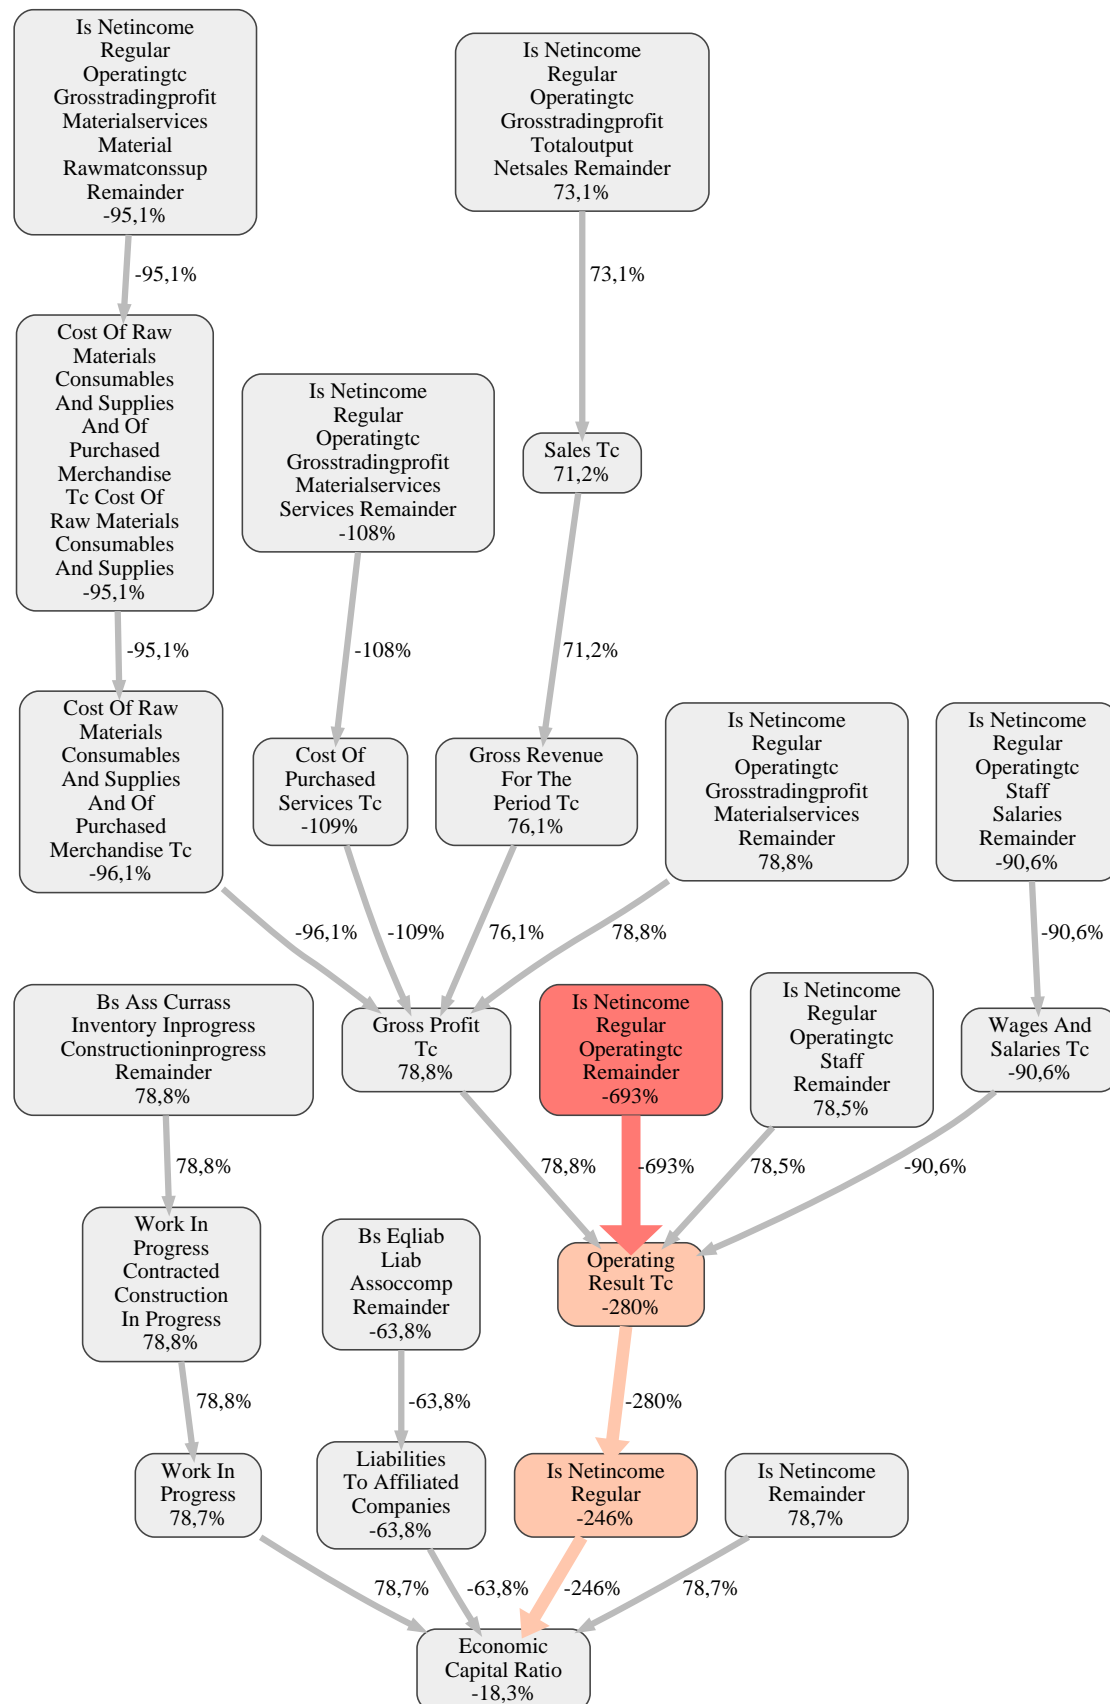 Is Netincome
Regular
Operatingtc
Grosstradingprofit
Materialservices
Material
Rawmatconssup
Remainder
-95,1%
Is Netincome
Regular
Operatingtc
Grosstradingprofit
Totaloutput
Netsales Remainder
73,1%
-95,1%
73,1%
Cost Of Raw
Materials
Consumables
And Supplies
And Of
Purchased
Merchandise
Tc Cost Of
Raw Materials
Consumables
And Supplies
-95,1%
Is Netincome
Regular
Operatingtc
Grosstradingprofit
Materialservices
Services Remainder
-108%
Sales Tc
71,2%
-95,1%
-108%
71,2%
Cost Of Raw
Materials
Consumables
And Supplies
And Of
Purchased
Merchandise Tc
-96,1%
Cost Of
Purchased
Services Tc
-109%
Gross Revenue
For The
Period Tc
76,1%
Is Netincome
Regular
Operatingtc
Grosstradingprofit
Materialservices
Remainder
78,8%
Is Netincome
Regular
Operatingtc
Staff
Salaries
Remainder
-90,6%
-96,1%
-109%
76,1%
78,8%
-90,6%
Bs Ass Currass
Inventory Inprogress
Constructioninprogress
Remainder
78,8%
Gross Profit
Tc
78,8%
Is Netincome
Regular
Operatingtc
Remainder
-693%
Is Netincome
Regular
Operatingtc
Staff
Remainder
78,5%
Wages And
Salaries Tc
-90,6%
78,8%
78,8%
-693%
78,5%
-90,6%
Work In
Progress
Contracted
Construction
In Progress
78,8%
Bs Eqliab
Liab
Assoccomp
Remainder
-63,8%
Operating
Result Tc
-280%
78,8%
-63,8%
-280%
Work In
Progress
78,7%
Liabilities
To Affiliated
Companies
-63,8%
Is Netincome
Regular
-246%
Is Netincome
Remainder
78,7%
78,7%
-63,8%
-246%
78,7%
Economic
Capital Ratio
-18,3%